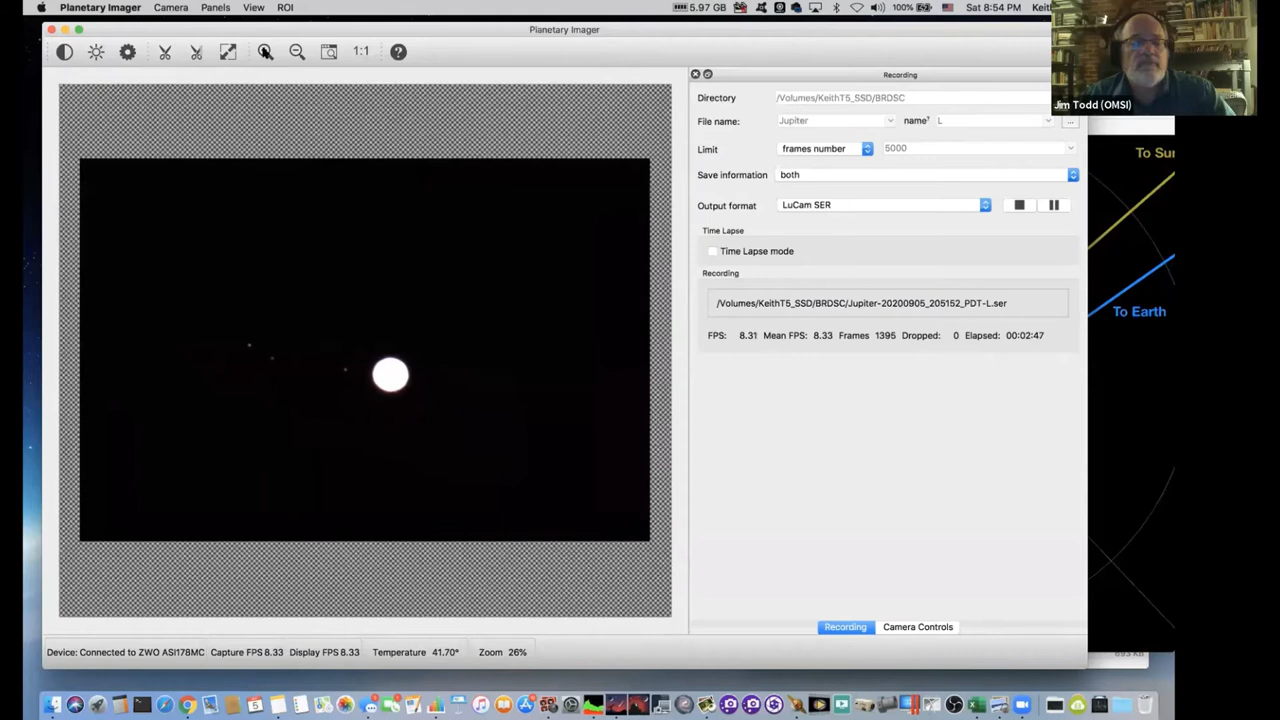 Planetary Imager Camera Panels View ROI 5.97 GB 100% Sat 8:54 PM Keith
Planetary Imager
1:1
Recording
Jim Todd (OMSI)
Directory /Volumes/KeithT5_SSD/BRDSC
File name: Jupiter name³ L ...
Limit frames number 5000
Save information both
Output format LuCam SER
Time Lapse
Time Lapse mode
Recording
/Volumes/KeithT5_SSD/BRDSC/Jupiter-20200905_205152_PDT-L.ser
FPS: 8.31 Mean FPS: 8.33 Frames 1395 Dropped: 0 Elapsed: 00:02:47
To Sun
To Earth
Recording Camera Controls
Device: Connected to ZWO ASI178MC Capture FPS 8.33 Display FPS 8.33 Temperature 41.70° Zoom 26%
693 KB